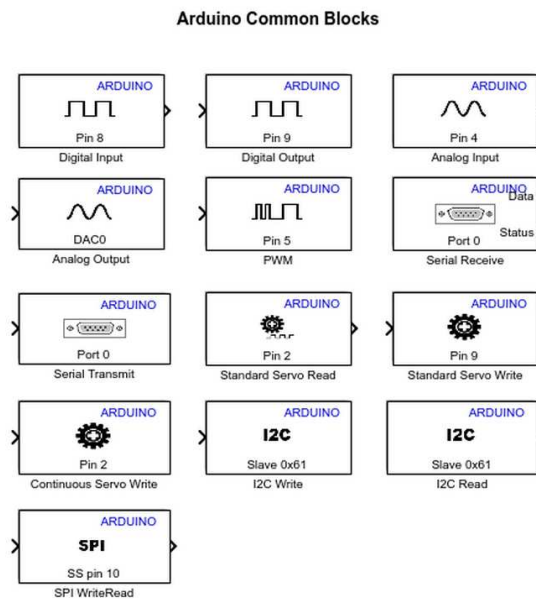 Arduino Common Blocks
ARDUINO
Pin 8
Digital Input
ARDUINO
Pin 9
Digital Output
ARDUINO
Pin 4
Analog Input
ARDUINO
DAC0
Analog Output
ARDUINO
Pin 5
PWM
ARDUINO
Data
Status
Port 0
Serial Receive
ARDUINO
Port 0
Serial Transmit
ARDUINO
Pin 2
Standard Servo Read
ARDUINO
Pin 9
Standard Servo Write
ARDUINO
Pin 2
Continuous Servo Write
ARDUINO
I2C
Slave 0x61
I2C Write
ARDUINO
I2C
Slave 0x61
I2C Read
ARDUINO
SPI
SS pin 10
SPI WriteRead